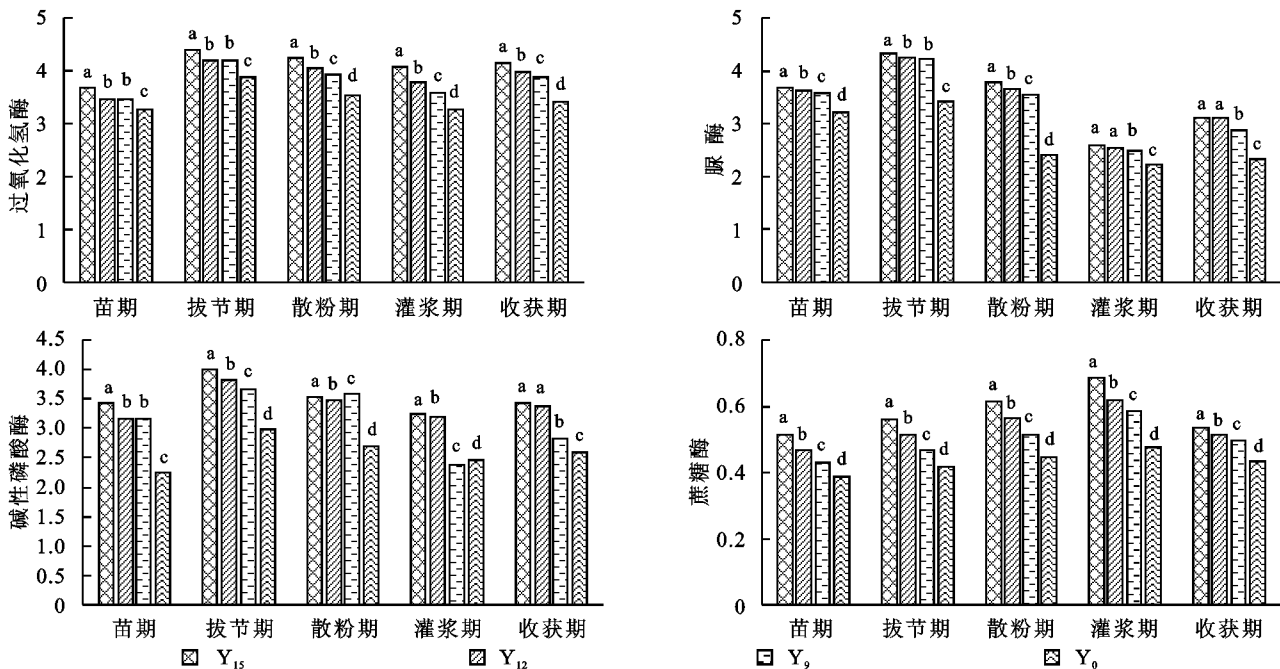 过氧化氢酶
5
4
3
2
1
0
a b b c
a b b c
a b c d
a b c d
a b c d
苗期 拔节期 散粉期 灌浆期 收获期
脲酶
5
4
3
2
1
0
a b c d
a b b c
a b c d
a a b c
a a b c
苗期 拔节期 散粉期 灌浆期 收获期
碱性磷酸酶
4.5
4.0
3.5
3.0
2.5
2.0
1.5
1.0
0.5
0
a b b c
a b c d
a b c d
a b c d
a a b c
苗期 拔节期 散粉期 灌浆期 收获期
蔗糖酶
0.8
0.6
0.4
0.2
0
a b c d
a b c d
a b c d
a b c d
a b c d
苗期 拔节期 散粉期 灌浆期 收获期
Y15 Y12 Y9 Y0